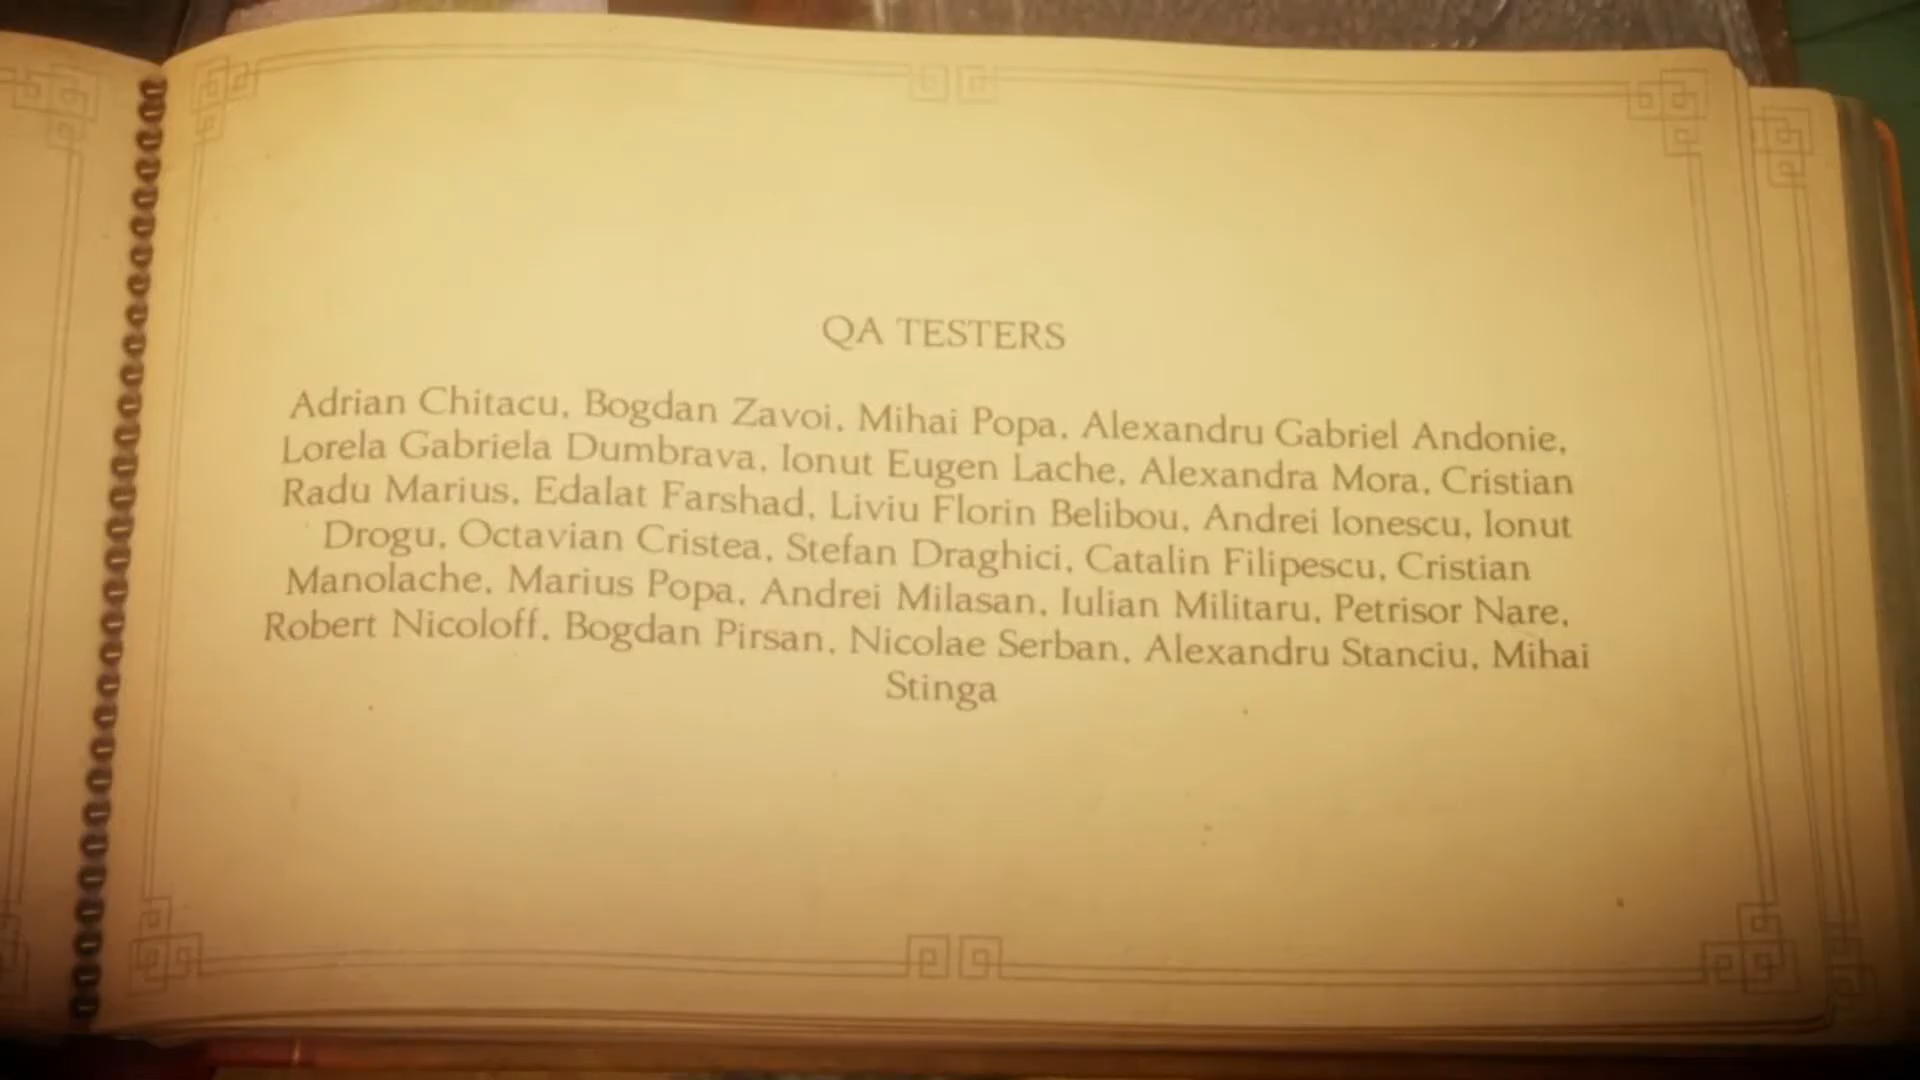 QA TESTERS
Adrian Chitacu, Bogdan Zavoi, Mihai Popa, Alexandru Gabriel Andonie,
Lorela Gabriela Dumbrava, Ionut Eugen Lache, Alexandra Mora, Cristian
Radu Marius, Edalat Farshad, Liviu Florin Belibou, Andrei Ionescu, Ionut
Drogu, Octavian Cristea, Stefan Draghici, Catalin Filipescu, Cristian
Manolache, Marius Popa, Andrei Milasan, Iulian Militaru, Petrisor Nare,
Robert Nicoloff, Bogdan Pirsan, Nicolae Serban, Alexandru Stanciu, Mihai
Stinga